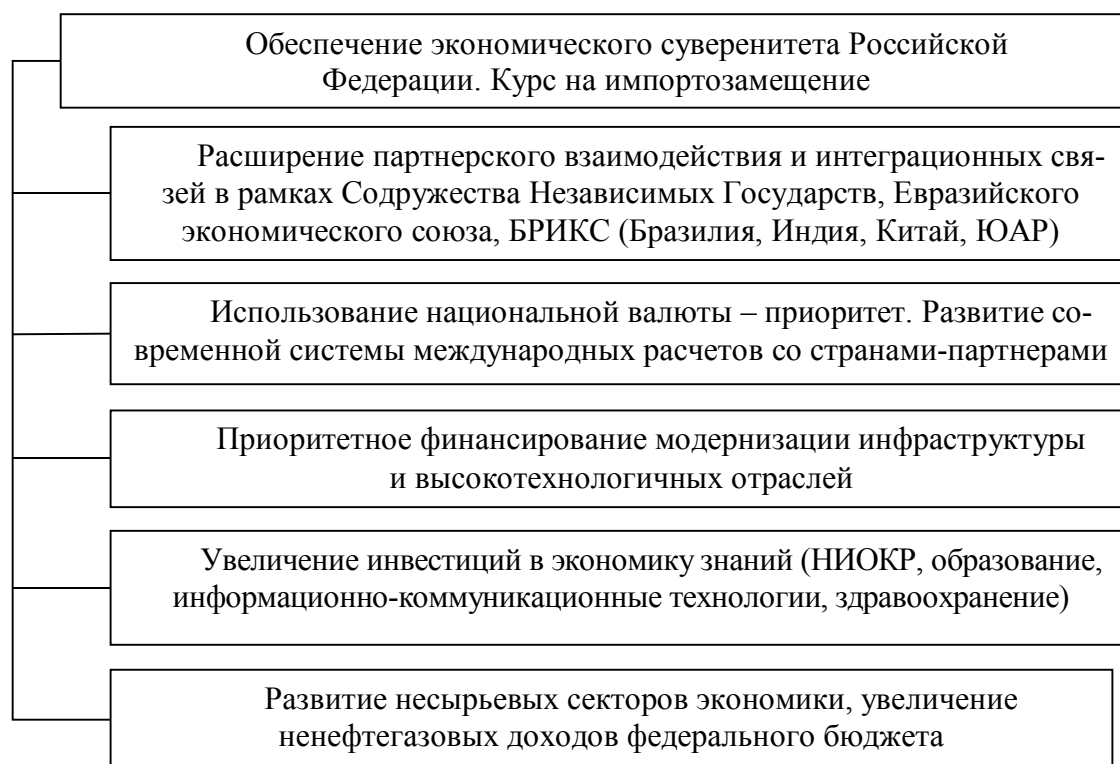 Обеспечение экономического суверенитета Российской
Федерации. Курс на импортозамещение
Расширение партнерского взаимодействия и интеграционных свя-
зей в рамках Содружества Независимых Государств, Евразийского
экономического союза, БРИКС (Бразилия, Индия, Китай, ЮАР)
Использование национальной валюты – приоритет. Развитие со-
временной системы международных расчетов со странами-партнерами
Приоритетное финансирование модернизации инфраструктуры
и высокотехнологичных отраслей
Увеличение инвестиций в экономику знаний (НИОКР, образование,
информационно-коммуникационные технологии, здравоохранение)
Развитие несырьевых секторов экономики, увеличение
ненефтегазовых доходов федерального бюджета